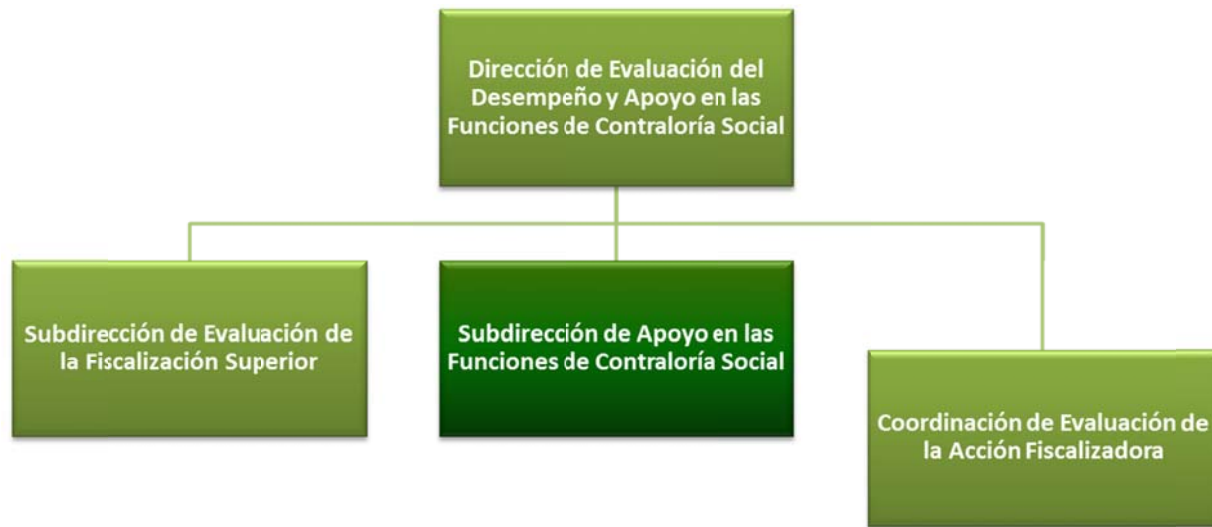 Dirección de Evaluación del
Desempeño y Apoyo en las
Funciones de Contraloría Social
Subdirección de Evaluación de
la Fiscalización Superior
Subdirección de Apoyo en las
Funciones de Contraloría Social
Coordinación de Evaluación de
la Acción Fiscalizadora